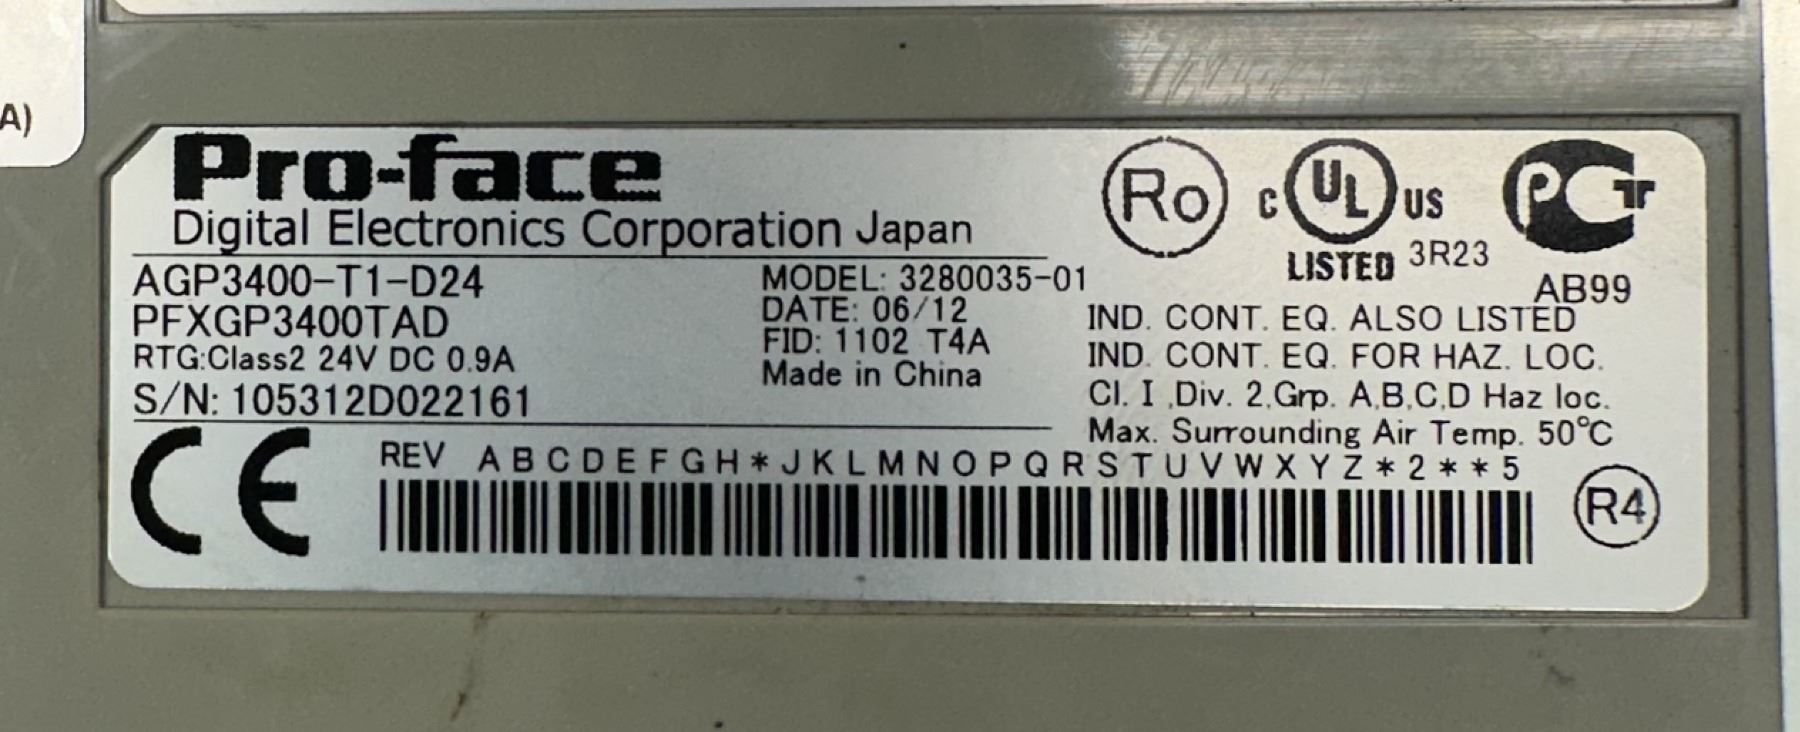 A)
Pro-face
Digital Electronics Corporation Japan
AGP3400-T1-D24
PFXGP3400TAD
RTG:Class2 24V DC 0.9A
S/N: 105312D022161
MODEL: 3280035-01
DATE: 06/12
FID: 1102 T4A
Made in China
Ro
C UL US
LISTED 3R23
PCT
AB99
IND. CONT. EQ. ALSO LISTED
IND. CONT. EQ. FOR HAZ. LOC.
Cl. I ,Div. 2,Grp. A,B,C,D Haz loc.
Max. Surrounding Air Temp. 50℃
CE
REV A B C D E F G H * J K L M N O P Q R S T U V W X Y Z * 2 * * 5
R4